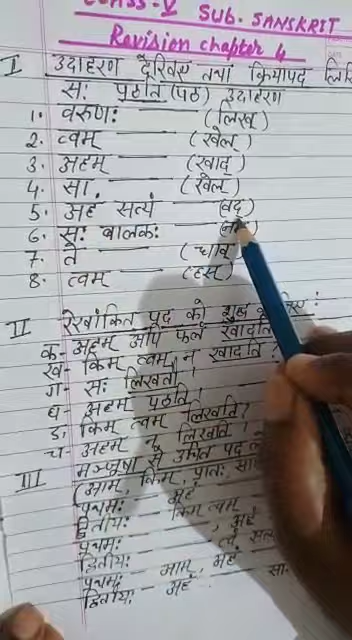 CLASS-V Sub. SANSKRIT
Revision chapter 4
I उदाहरण देखिए तथा क्रियापद
सः पठति (पठ) उदाहरण
1. वरुणः — (लिख्)
2. त्वम् — (खेल्)
3. अहम् — (खाद्)
4. सा — (खेल्)
5. अहं सत्यं — (वद्)
6. सः बालकः —
7. ते — (धाव्)
8. त्वम् — (हस्)
II रेखांकित पद को शुद्ध
क- अहम् अपि फलं खादति
ख- किम् त्वम् न खादति?
ग- सः लिखतः।
घ- अहम् पठति।
ङ- किम् त्वम् लिखति?
च- अहम् न लिखति।
III मञ्जूषा से उचित पद
(आम्, किम्, प्रातः,
प्रथमः — अहं
द्वितीयः — किम् त्वम्
प्रथमः — , अहं
द्वितीयः — त्वं
प्रथमः — आम्, अहं
द्वितीयः — अहं — सा